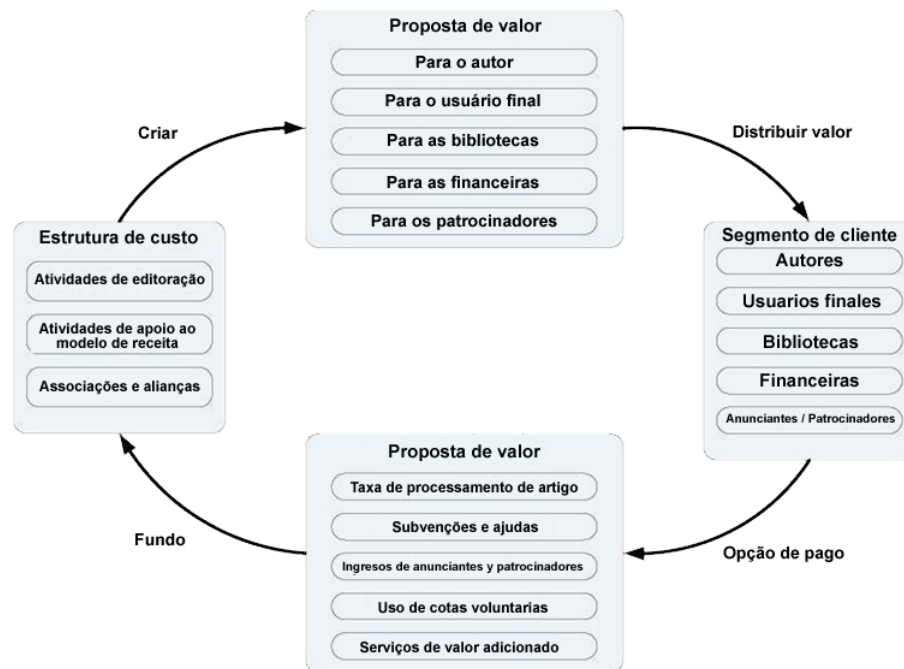 Proposta de valor
Para o autor
Para o usuário final
Para as bibliotecas
Para as financeiras
Para os patrocinadores
Criar
Distribuir valor
Estrutura de custo
Atividades de editoração
Atividades de apoio ao
modelo de receita
Associações e alianças
Segmento de cliente
Autores
Usuarios finales
Bibliotecas
Financeiras
Anunciantes / Patrocinadores
Proposta de valor
Taxa de processamento de artigo
Subvenções e ajudas
Ingresos de anunciantes y patrocinadores
Uso de cotas voluntarias
Serviços de valor adicionado
Fundo
Opção de pago